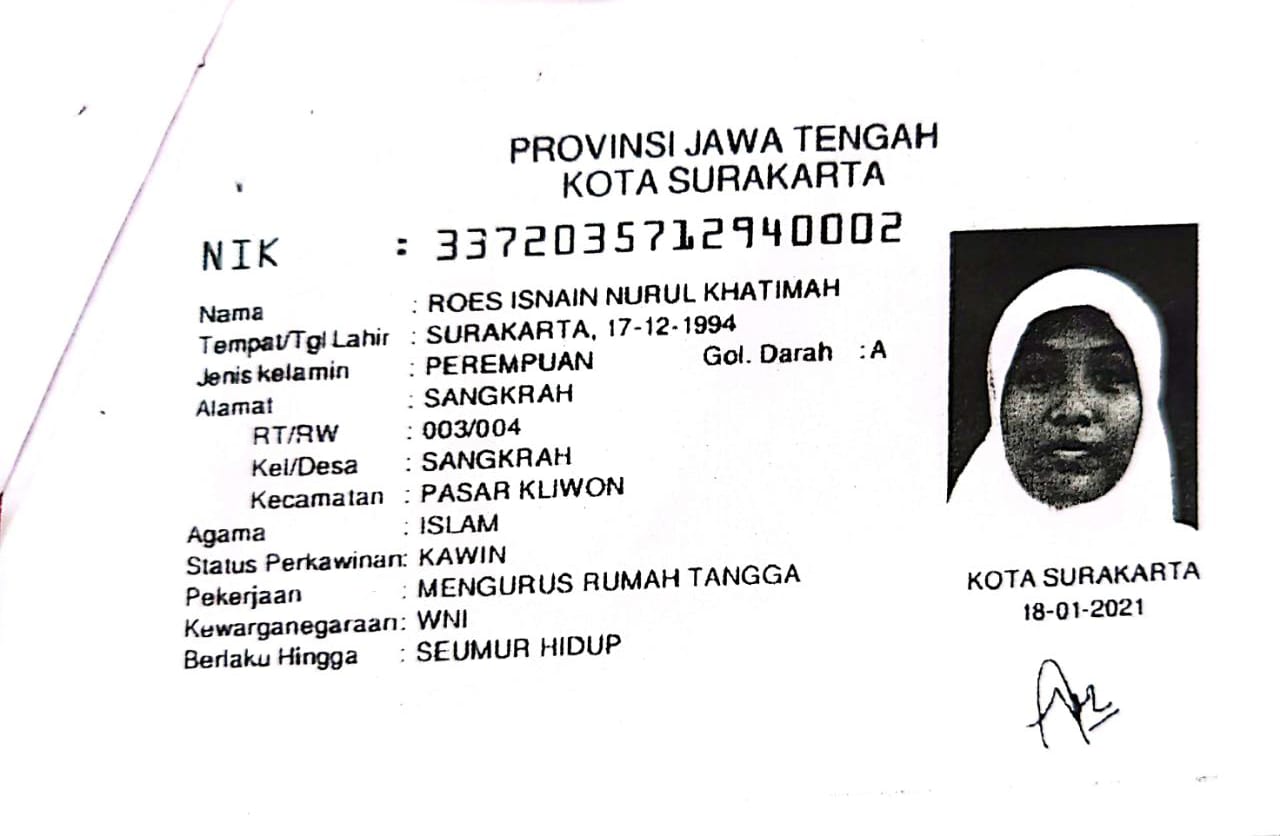 PROVINSI JAWA TENGAH
KOTA SURAKARTA
NIK : 3372035712940002
Nama : ROES ISNAIN NURUL KHATIMAH
Tempat/Tgl Lahir : SURAKARTA, 17-12-1994
Jenis kelamin : PEREMPUAN Gol. Darah : A
Alamat : SANGKRAH
RT/RW : 003/004
Kel/Desa : SANGKRAH
Kecamatan : PASAR KLIWON
Agama : ISLAM
Status Perkawinan: KAWIN
Pekerjaan : MENGURUS RUMAH TANGGA
Kewarganegaraan: WNI
Berlaku Hingga : SEUMUR HIDUP
KOTA SURAKARTA
18-01-2021